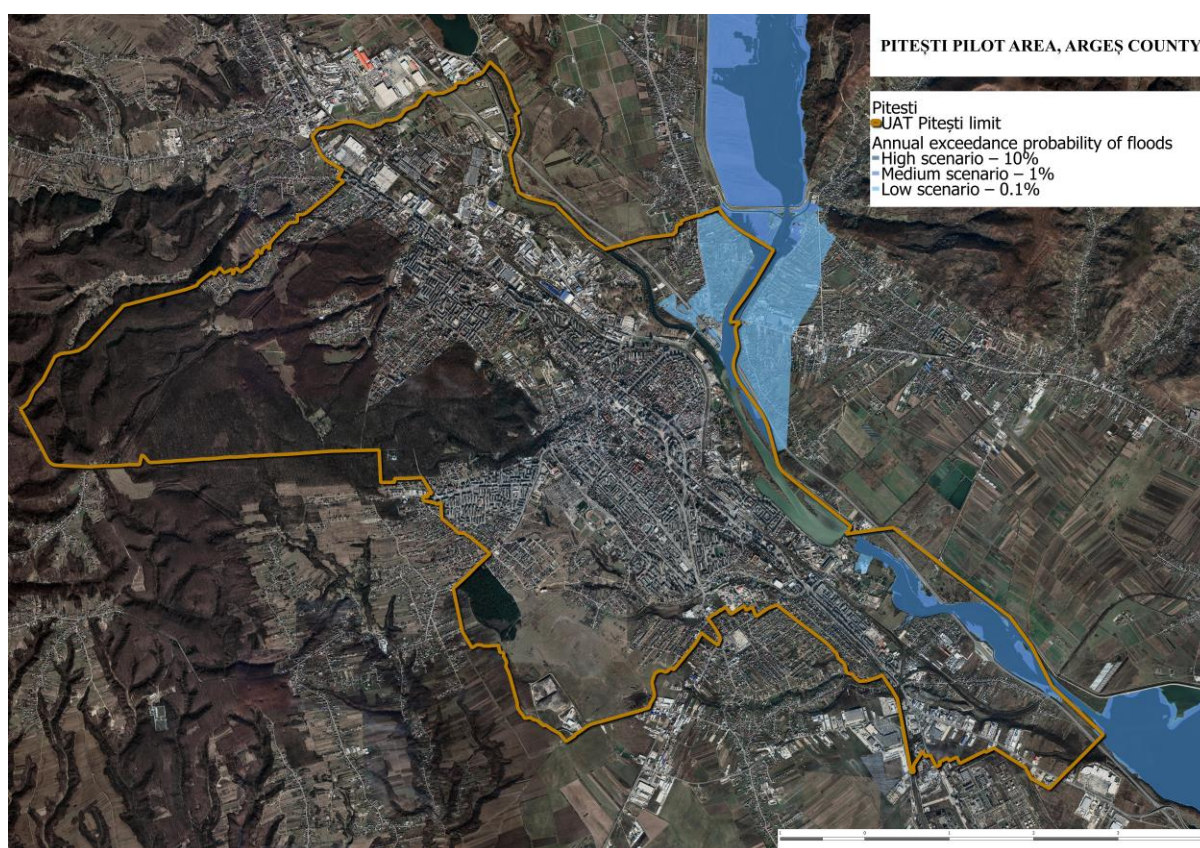 PITEȘTI PILOT AREA, ARGEȘ COUNTY
Pitesti
UAT Pitești limit
Annual exceedance probability of floods
High scenario – 10%
Medium scenario – 1%
Low scenario – 0.1%